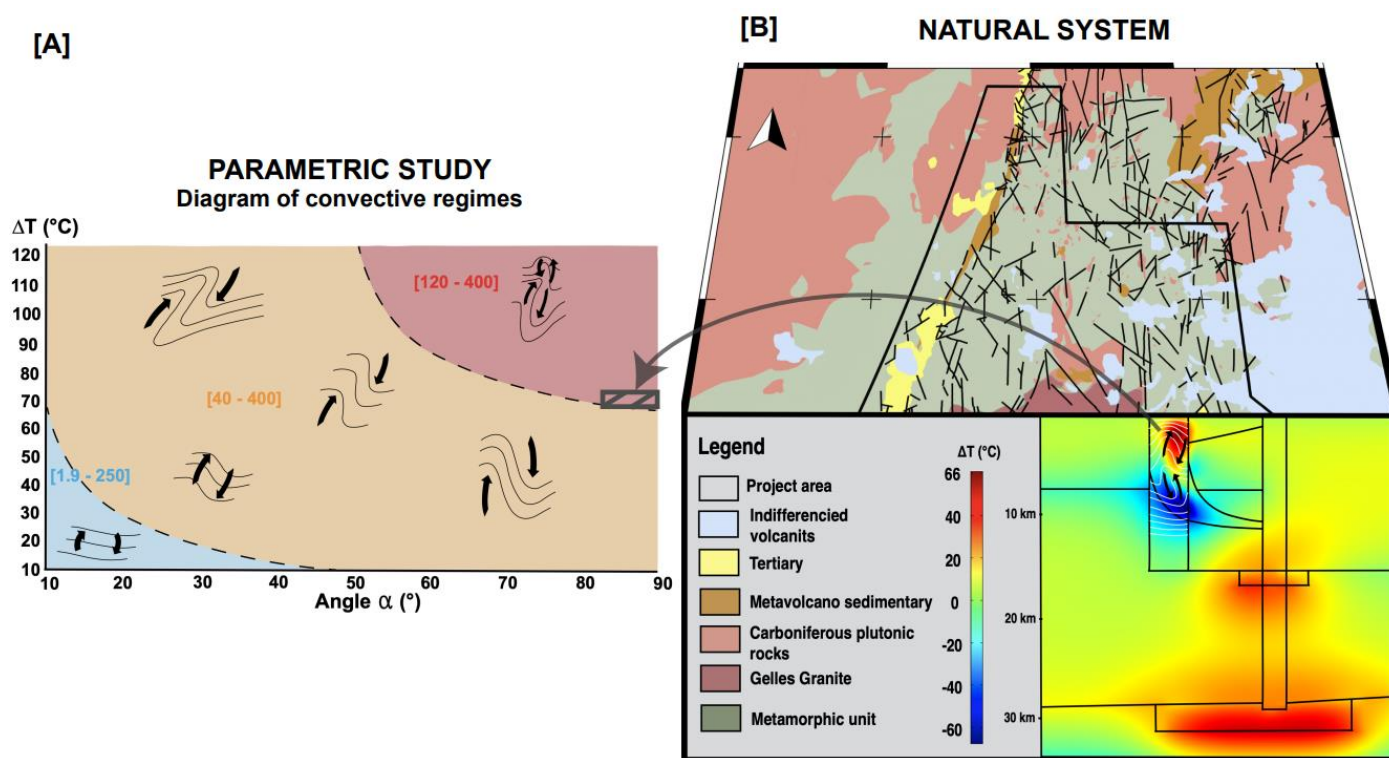 [A]
PARAMETRIC STUDY
Diagram of convective regimes
ΔT (°C)
120
110
100
90
80
70
60
50
40
30
20
10
[120 - 400]
[40 - 400]
[1.9 - 250]
10 20 30 40 50 60 70 80 90
Angle α (°)
[B]
NATURAL SYSTEM
Legend
Project area
Indifferencied
volcanits
Tertiary
Metavolcano sedimentary
Carboniferous plutonic
rocks
Gelles Granite
Metamorphic unit
ΔT (°C)
66
40
20
0
-20
-40
-60
10 km
20 km
30 km